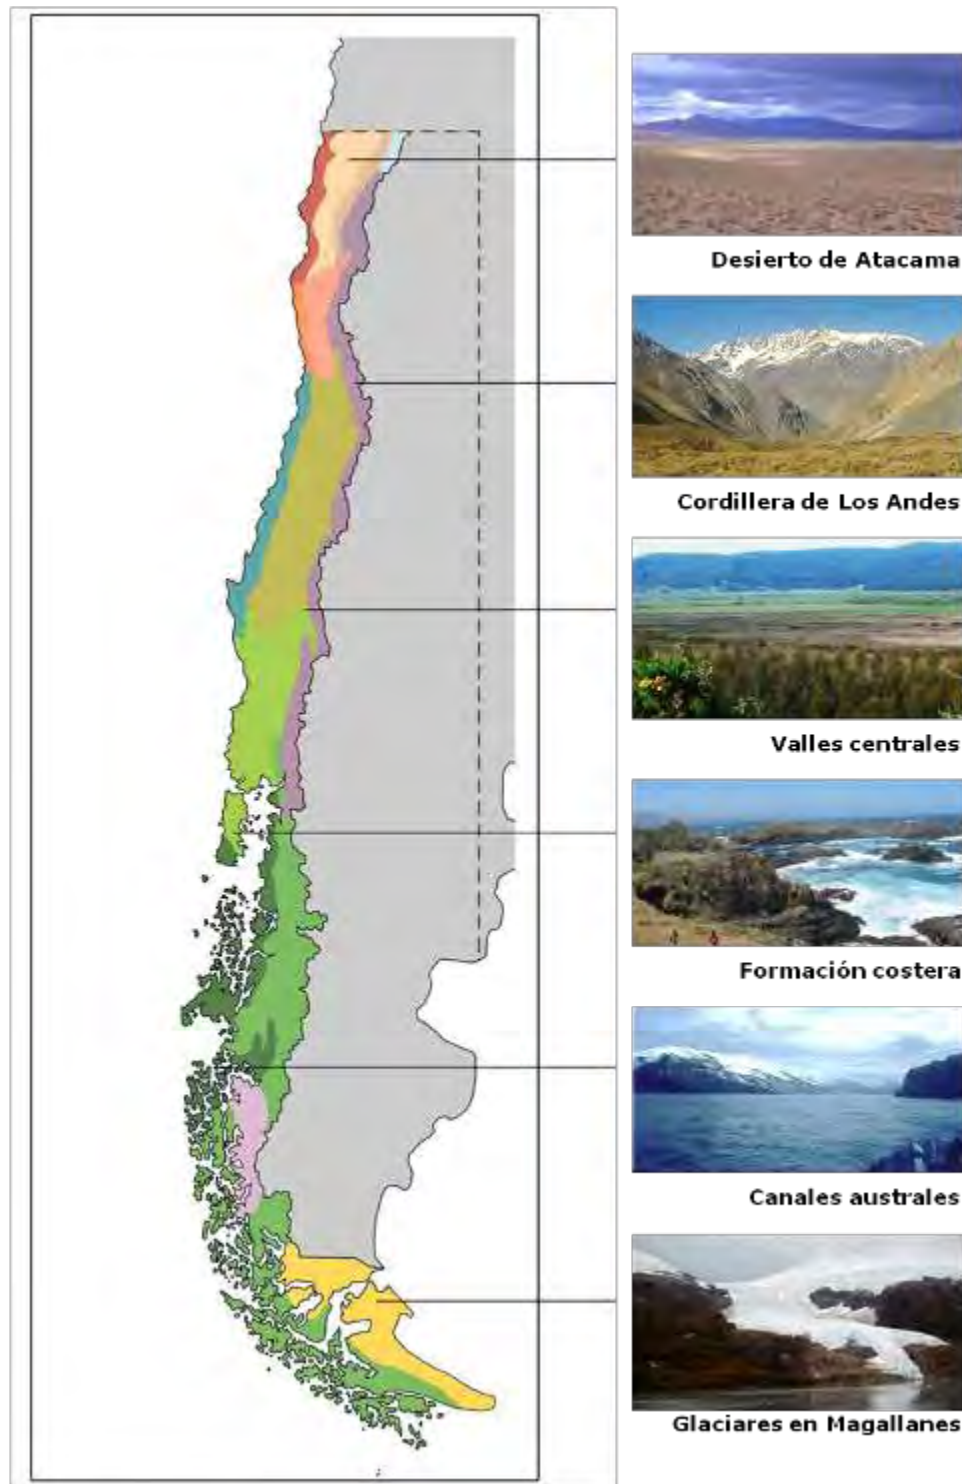 Desierto de Atacama
Cordillera de Los Andes
Valles centrales
Formación costera
Canales australes
Glaciares en Magallanes